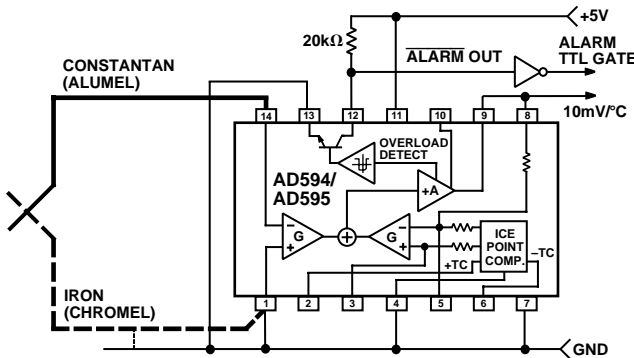 +5V
20kΩ
CONSTANTAN
(ALUMEL)
ALARM OUT
ALARM
TTL GATE
10mV/°C
14
13
12
11
10
9
8
OVERLOAD
DETECT
AD594/
AD595
+A
G
G
ICE
POINT
COMP.
+TC
–TC
IRON
(CHROMEL)
1
2
3
4
5
6
7
GND